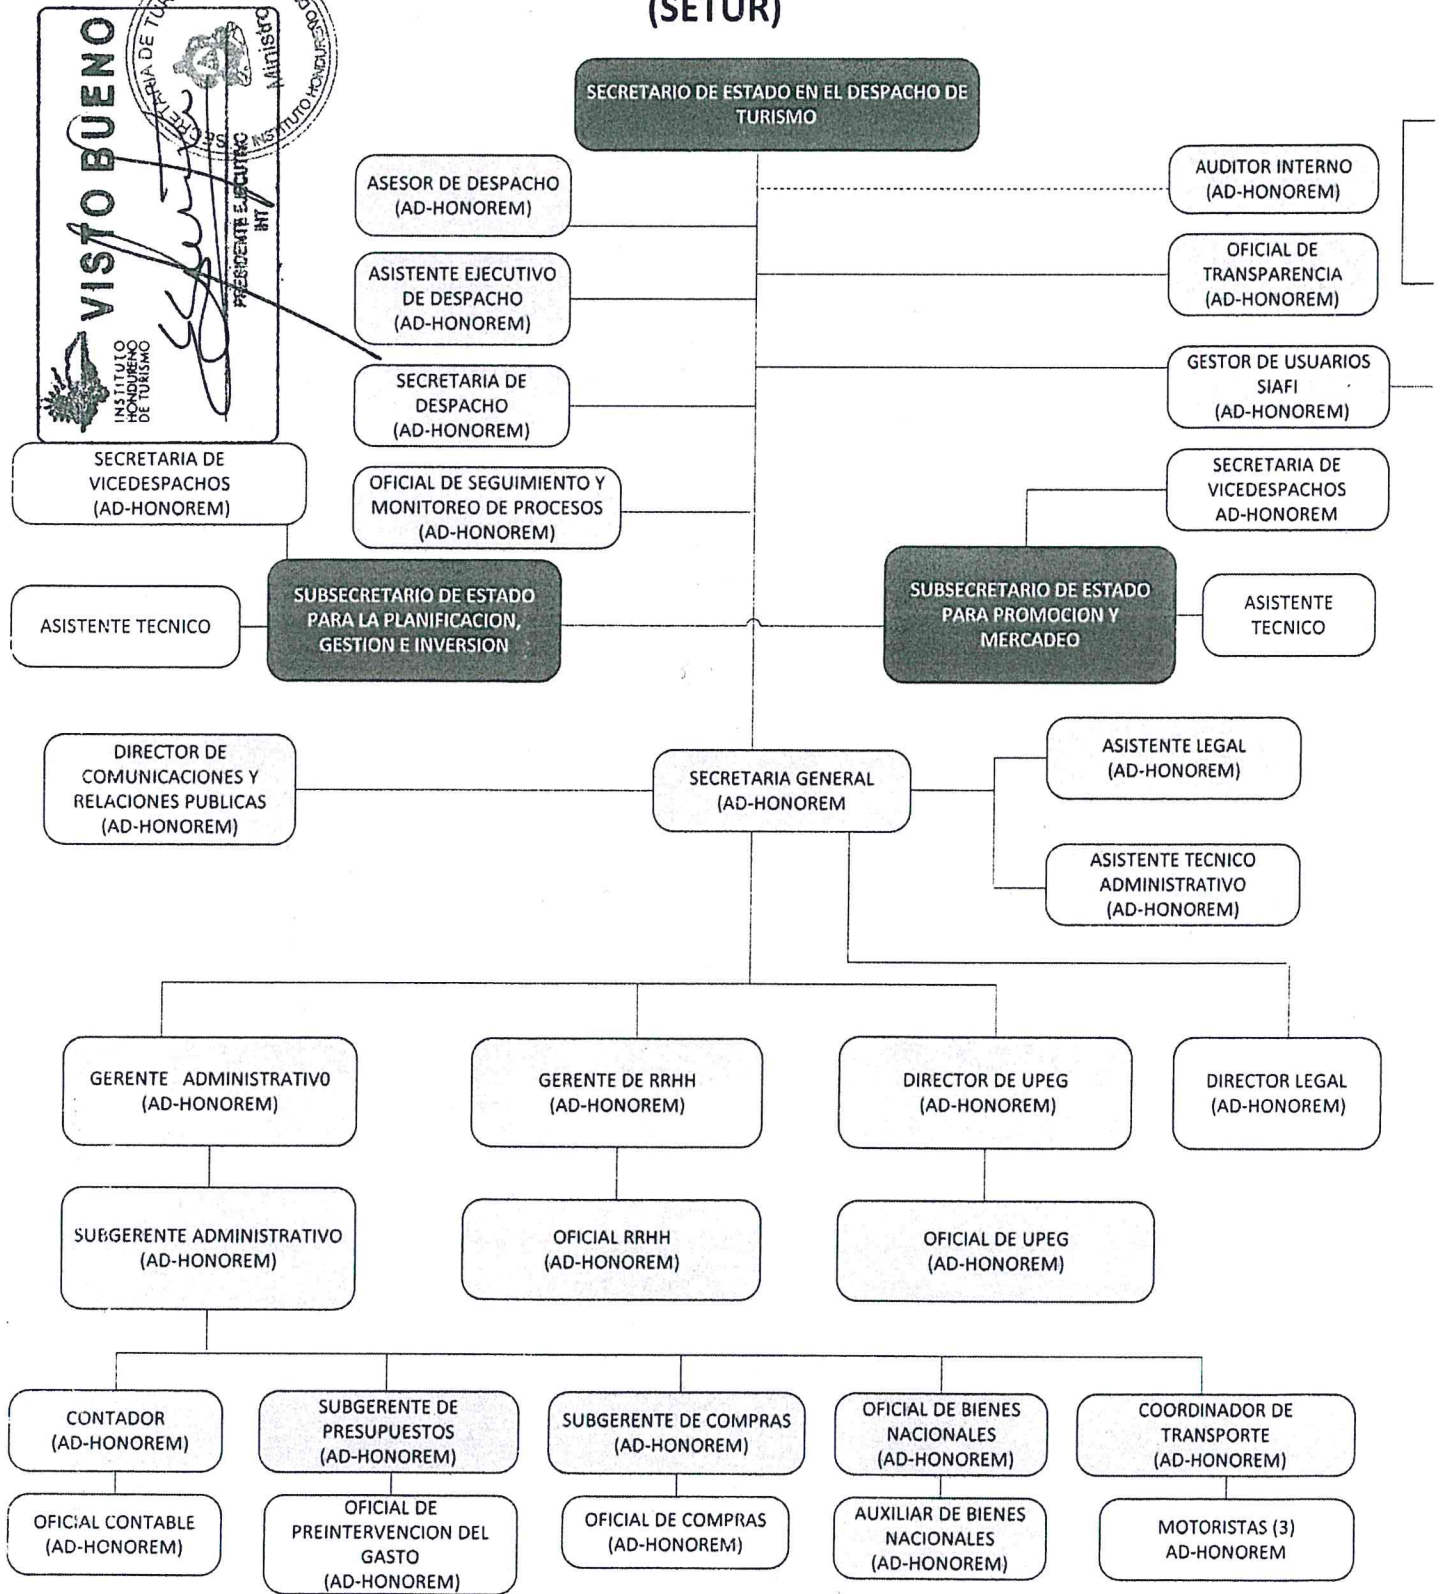 (SETUR)
VISTO BUENO
INSTITUTO
HONDUREÑO
DE TURISMO
PRESIDENTE EJECUTIVO
INT
Ministro
INSTITUTO HONDUREÑO
SECRETARIO DE ESTADO EN EL DESPACHO DE
TURISMO
ASESOR DE DESPACHO
(AD-HONOREM)
AUDITOR INTERNO
(AD-HONOREM)
ASISTENTE EJECUTIVO
DE DESPACHO
(AD-HONOREM)
OFICIAL DE
TRANSPARENCIA
(AD-HONOREM)
SECRETARIA DE
DESPACHO
(AD-HONOREM)
GESTOR DE USUARIOS
SIAFI
(AD-HONOREM)
SECRETARIA DE
VICEDESPACHOS
(AD-HONOREM)
OFICIAL DE SEGUIMIENTO Y
MONITOREO DE PROCESOS
(AD-HONOREM)
SECRETARIA DE
VICEDESPACHOS
AD-HONOREM
ASISTENTE TECNICO
SUBSECRETARIO DE ESTADO
PARA LA PLANIFICACION,
GESTION E INVERSION
SUBSECRETARIO DE ESTADO
PARA PROMOCION Y
MERCADEO
ASISTENTE
TECNICO
DIRECTOR DE
COMUNICACIONES Y
RELACIONES PUBLICAS
(AD-HONOREM)
SECRETARIA GENERAL
(AD-HONOREM
ASISTENTE LEGAL
(AD-HONOREM)
ASISTENTE TECNICO
ADMINISTRATIVO
(AD-HONOREM)
GERENTE ADMINISTRATIV0
(AD-HONOREM)
GERENTE DE RRHH
(AD-HONOREM)
DIRECTOR DE UPEG
(AD-HONOREM)
DIRECTOR LEGAL
(AD-HONOREM)
SUBGERENTE ADMINISTRATIVO
(AD-HONOREM)
OFICIAL RRHH
(AD-HONOREM)
OFICIAL DE UPEG
(AD-HONOREM)
CONTADOR
(AD-HONOREM)
SUBGERENTE DE
PRESUPUESTOS
(AD-HONOREM)
SUBGERENTE DE COMPRAS
(AD-HONOREM)
OFICIAL DE BIENES
NACIONALES
(AD-HONOREM)
COORDINADOR DE
TRANSPORTE
(AD-HONOREM)
OFICIAL CONTABLE
(AD-HONOREM)
OFICIAL DE
PREINTERVENCION DEL
GASTO
(AD-HONOREM)
OFICIAL DE COMPRAS
(AD-HONOREM)
AUXILIAR DE BIENES
NACIONALES
(AD-HONOREM)
MOTORISTAS (3)
AD-HONOREM